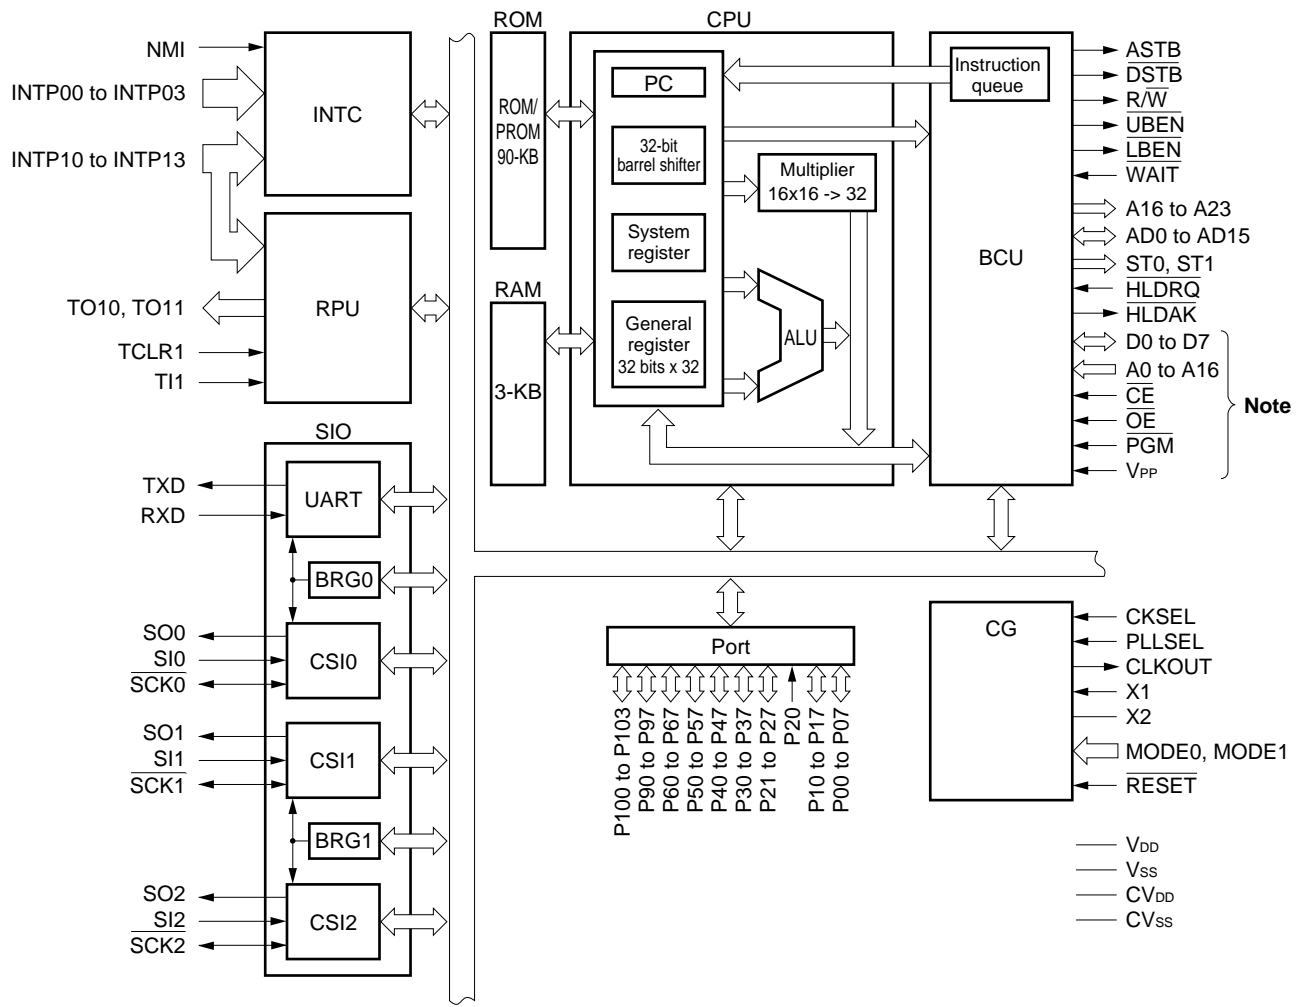 NMI
INTP00 to INTP03
INTP10 to INTP13
INTC
TO10, TO11
TCLR1
TI1
RPU
SIO
TXD
RXD
UART
BRG0
SO0
SI0
SCK0
CSI0
SO1
SI1
SCK1
CSI1
BRG1
SO2
SI2
SCK2
CSI2
ROM
ROM/
PROM
90-KB
RAM
3-KB
CPU
PC
32-bit
barrel shifter
System
register
General
register
32 bits x 32
Multiplier
16x16 -> 32
ALU
Instruction
queue
BCU
ASTB
DSTB
R/W
UBEN
LBEN
WAIT
A16 to A23
AD0 to AD15
ST0, ST1
HLDRQ
HLDAK
D0 to D7
A0 to A16
CE
OE
PGM
VPP
Note
Port
P100 to P103
P90 to P97
P60 to P67
P50 to P57
P40 to P47
P30 to P37
P21 to P27
P20
P10 to P17
P00 to P07
CG
CKSEL
PLLSEL
CLKOUT
X1
X2
MODE0, MODE1
RESET
VDD
VSS
CVDD
CVSS